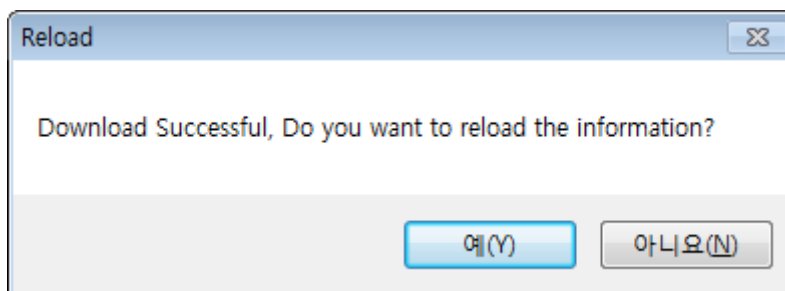 Reload
Download Successful, Do you want to reload the information?
예(Y) 아니요(N)